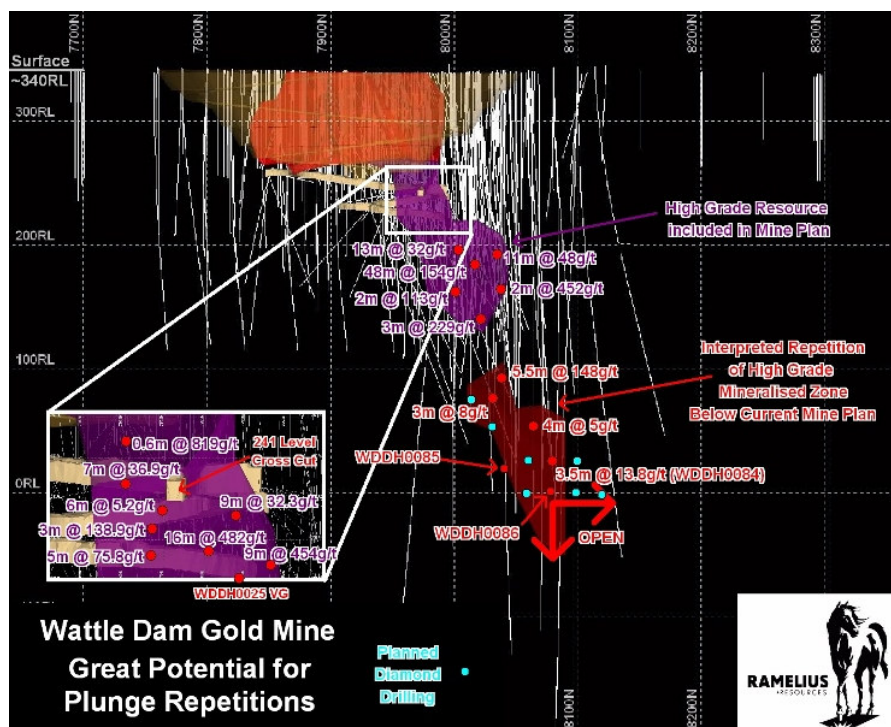 7700N
7800N
7900N
8000N
8100N
8200N
8300N
Surface
~340RL
300RL
200RL
100RL
0RL
High Grade Resource
included in Mine Plan
13m @ 32g/t
11m @ 48g/t
48m @ 154g/t
2m @ 113g/t
2m @ 452g/t
3m @ 229g/t
5.5m @ 148g/t
Interpreted Repetition
of High Grade
Mineralised Zone
Below Current Mine Plan
3m @ 8g/t
4m @ 5g/t
WDDH0085
3.5m @ 13.8g/t (WDDH0084)
WDDH0086
OPEN
0.6m @ 819g/t
241 Level
Cross Cut
7m @ 36.9g/t
6m @ 5.2g/t
9m @ 32.3g/t
3m @ 138.9g/t
16m @ 482g/t
5m @ 75.8g/t
9m @ 454g/t
WDDH0025 VG
Wattle Dam Gold Mine
Great Potential for
Plunge Repetitions
Planned
Diamond
Drilling
8100N
8200N
RAMELIUS
RESOURCES